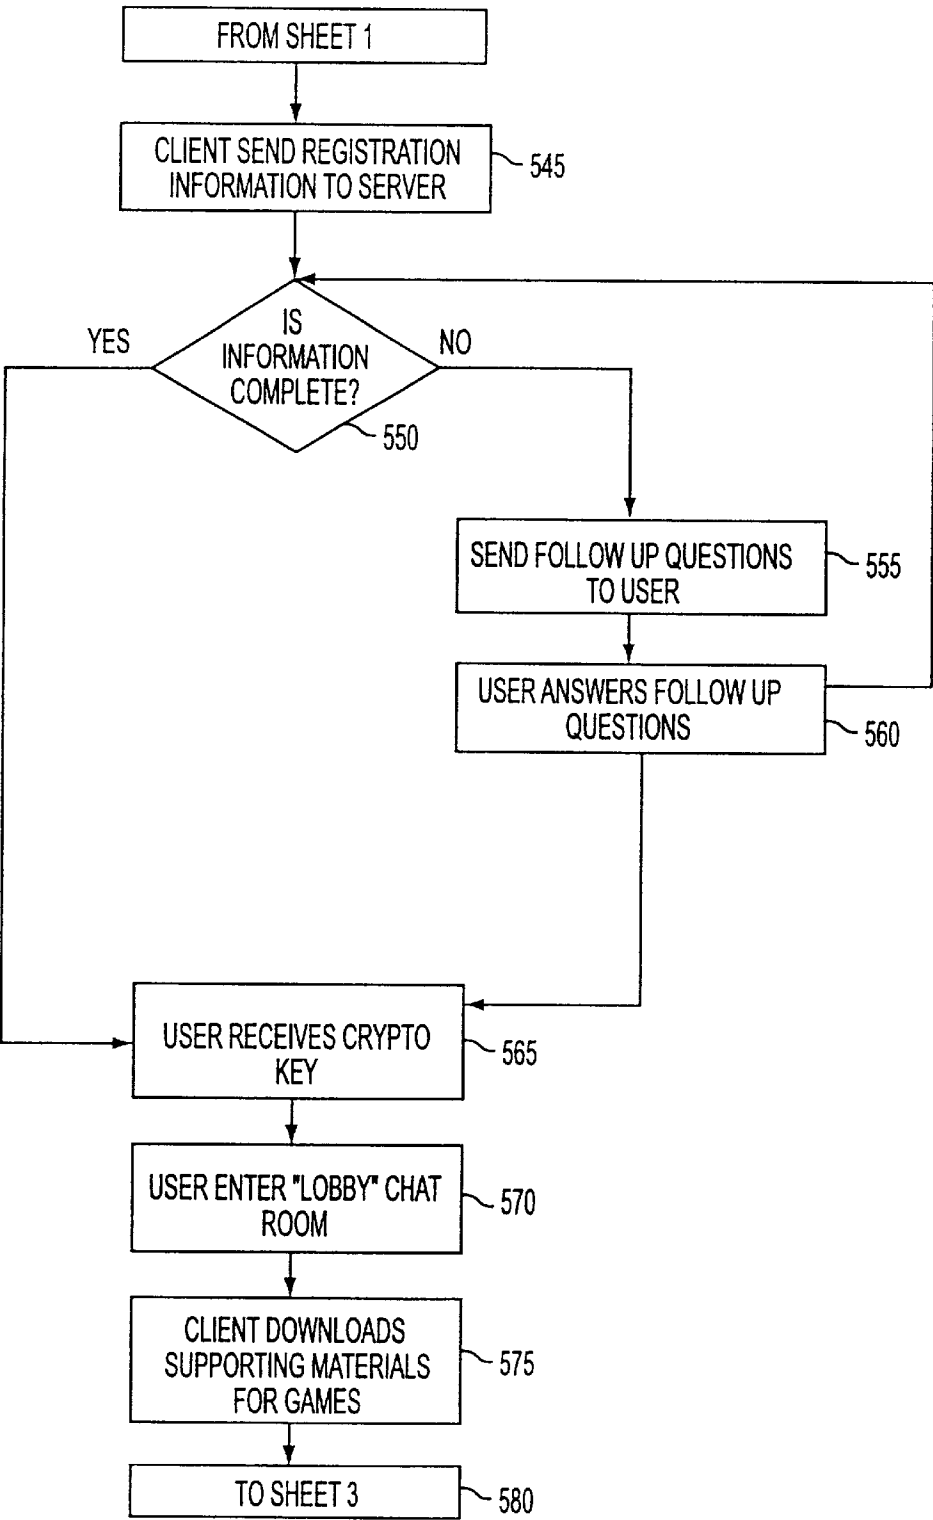 FROM SHEET 1
CLIENT SEND REGISTRATION
INFORMATION TO SERVER
545
IS
INFORMATION
COMPLETE?
YES
NO
550
SEND FOLLOW UP QUESTIONS
TO USER
555
USER ANSWERS FOLLOW UP
QUESTIONS
560
USER RECEIVES CRYPTO
KEY
565
USER ENTER "LOBBY" CHAT
ROOM
570
CLIENT DOWNLOADS
SUPPORTING MATERIALS
FOR GAMES
575
TO SHEET 3
580